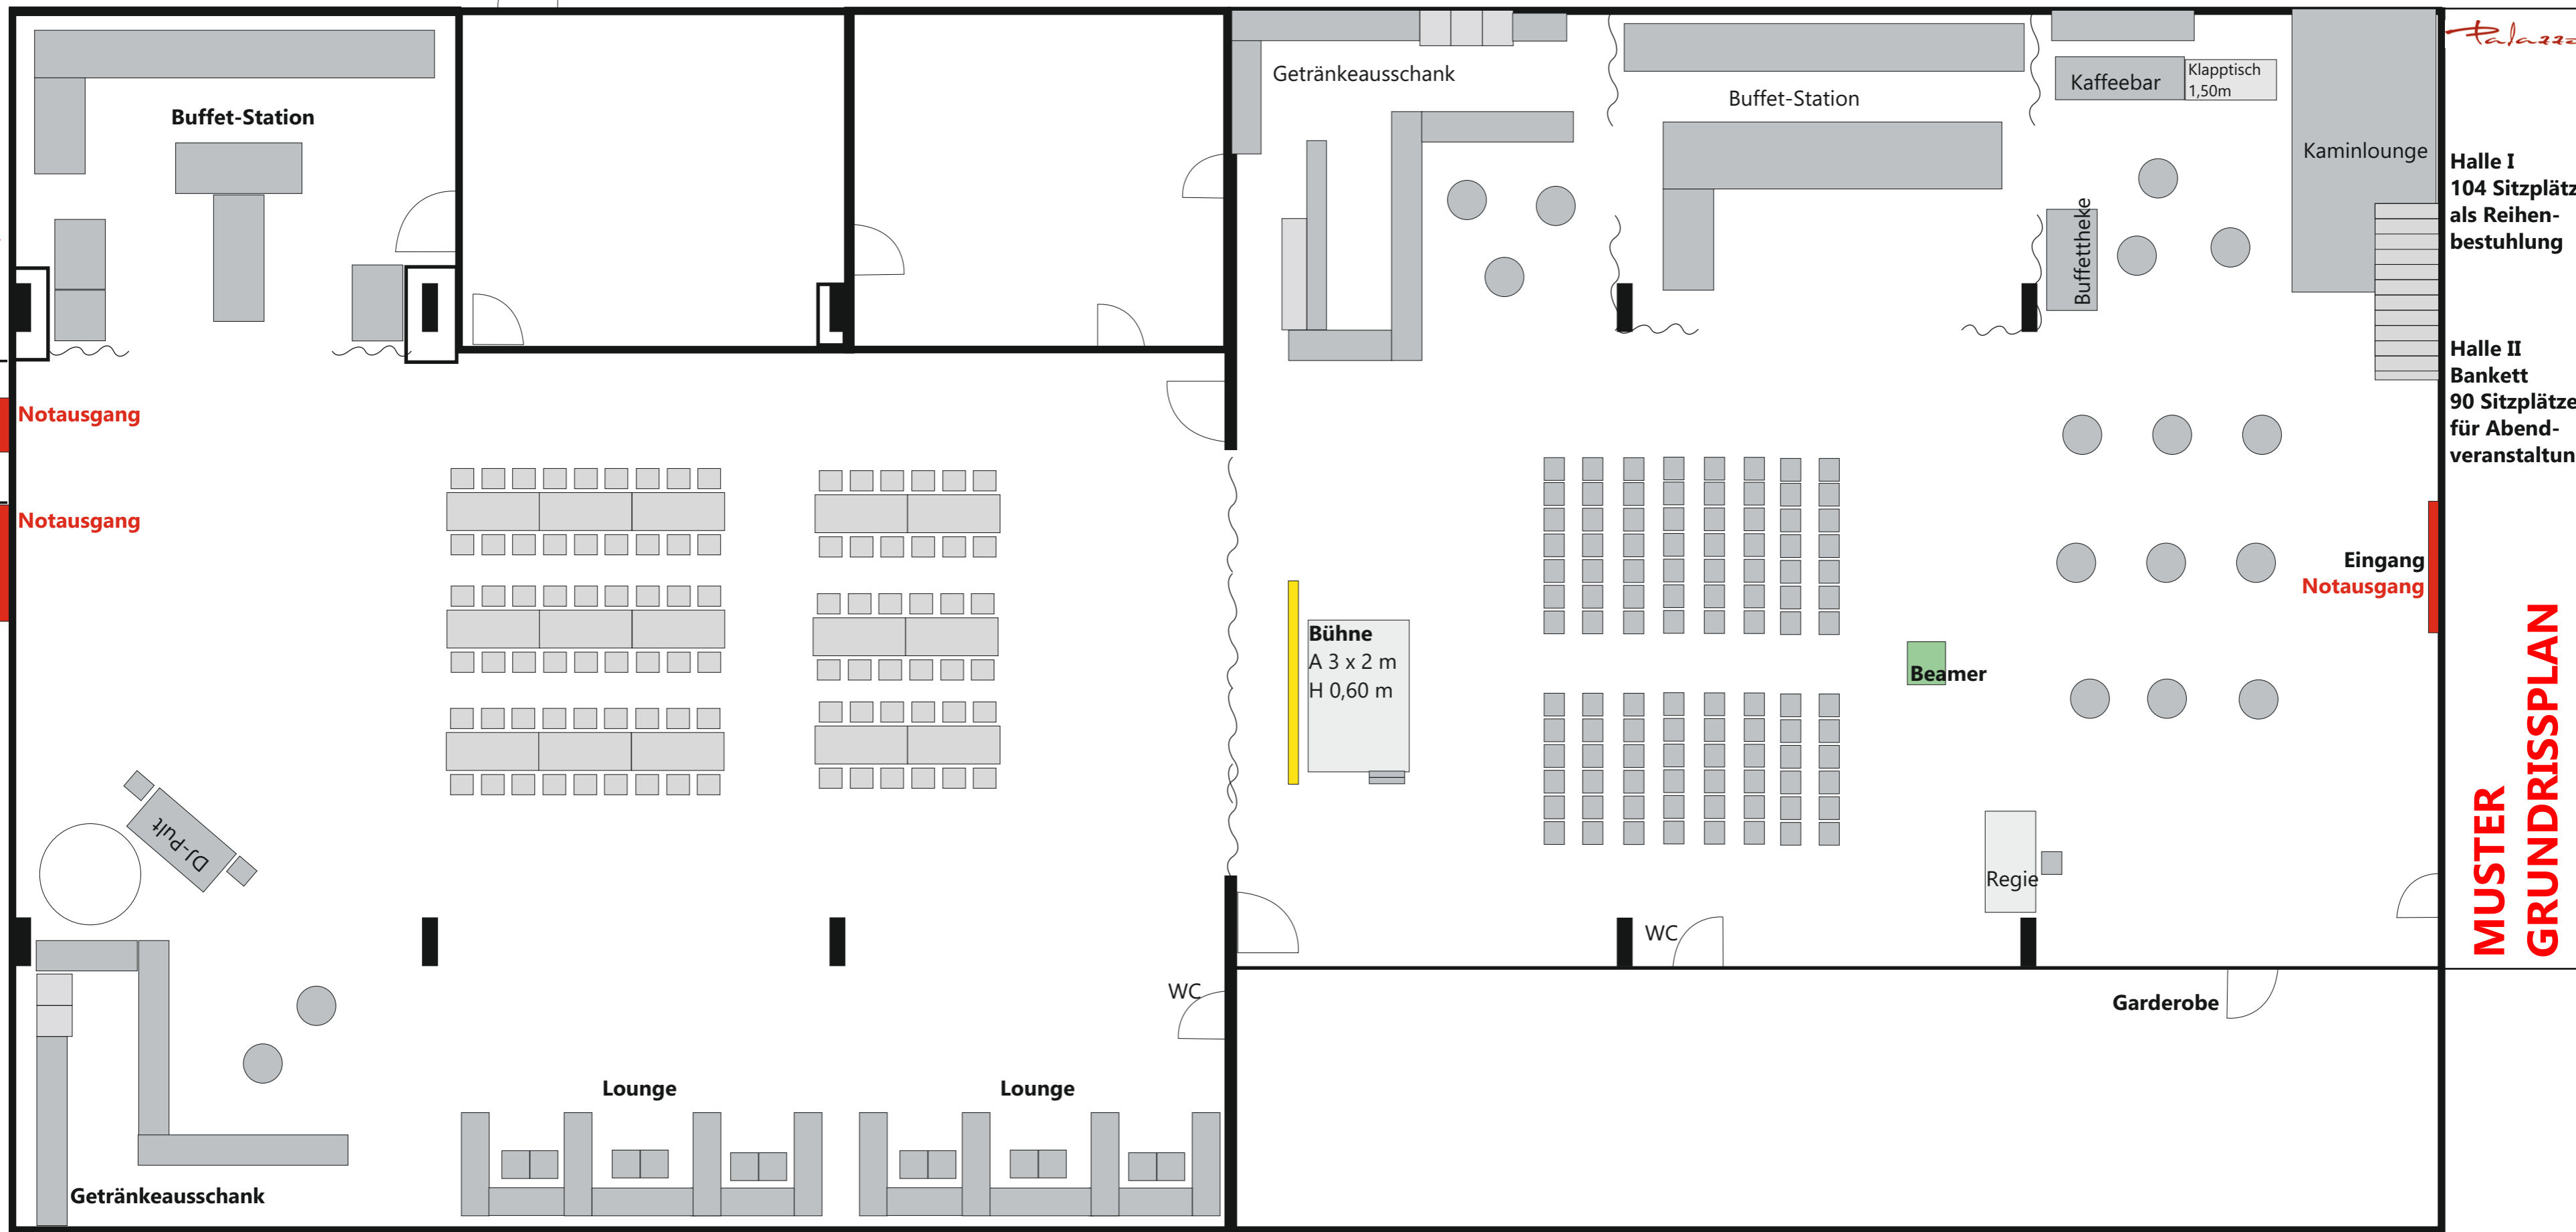 Buffet-Station
Getränkeausschank
Buffet-Station
Kaffeebar
Klapptisch
1,50m
Kaminlounge
Buffettheke
Palazzo
Halle I
104 Sitzplätz
als Reihen-
bestuhlung
Halle II
Bankett
90 Sitzplätze
für Abend-
veranstaltun
Notausgang
Notausgang
Bühne
A 3 x 2 m
H 0,60 m
Beamer
Eingang
Notausgang
MUSTER
GRUNDRISSPLAN
DJ-Pult
Regie
WC
WC
Garderobe
Lounge
Lounge
Getränkeausschank